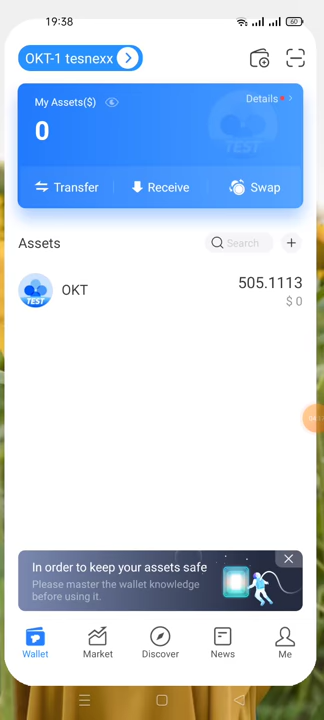 19:38
60
OKT-1 tesnexx
My Assets($)
Details
0
TEST
Transfer
Receive
Swap
Assets
Search
TEST
OKT
505.1113
$ 0
In order to keep your assets safe
Please master the wallet knowledge
before using it.
Wallet
Market
Discover
News
Me